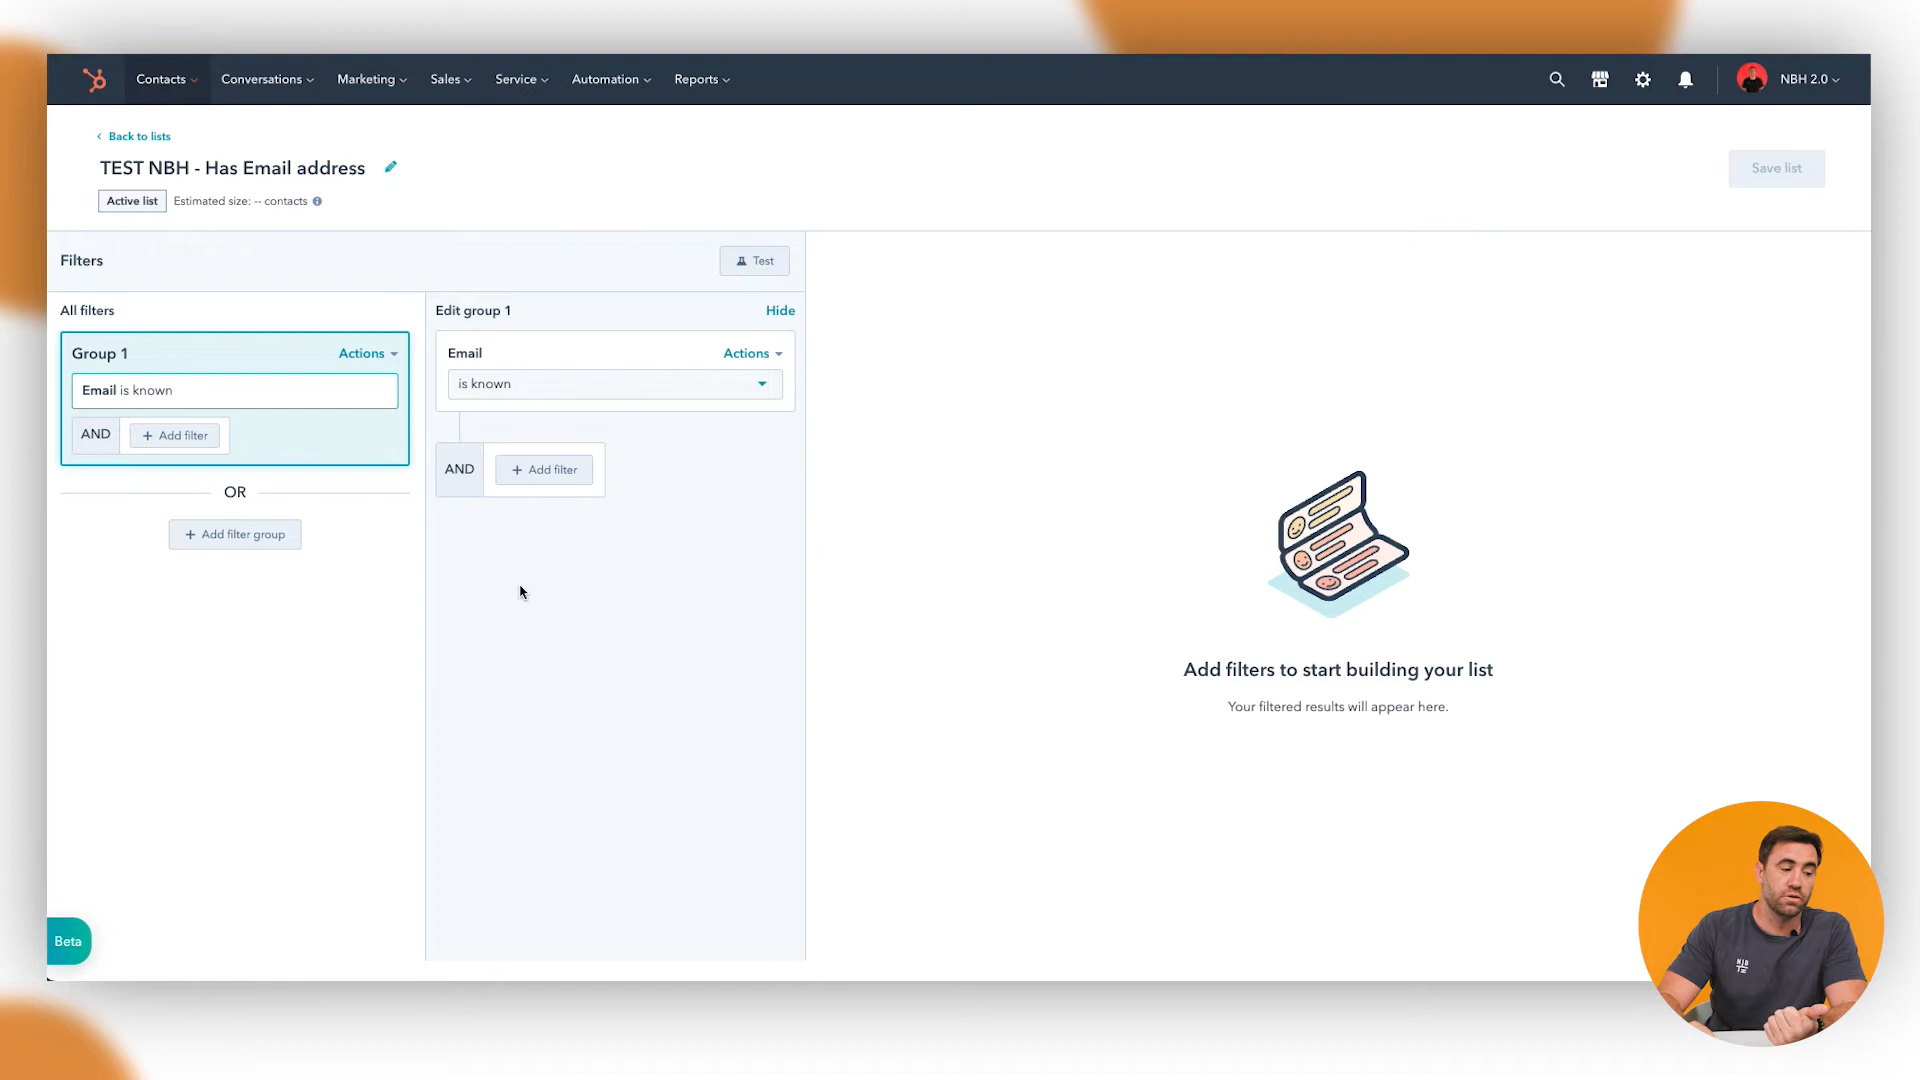 Contacts
Conversations
Marketing
Sales
Service
Automation
Reports
NBH 2.0
Back to lists
TEST NBH - Has Email address
Save list
Active list
Estimated size: -- contacts
Filters
Test
All filters
Edit group 1
Hide
Group 1
Actions
Email
Actions
Email is known
is known
AND
+ Add filter
AND
+ Add filter
OR
+ Add filter group
Add filters to start building your list
Your filtered results will appear here.
Beta